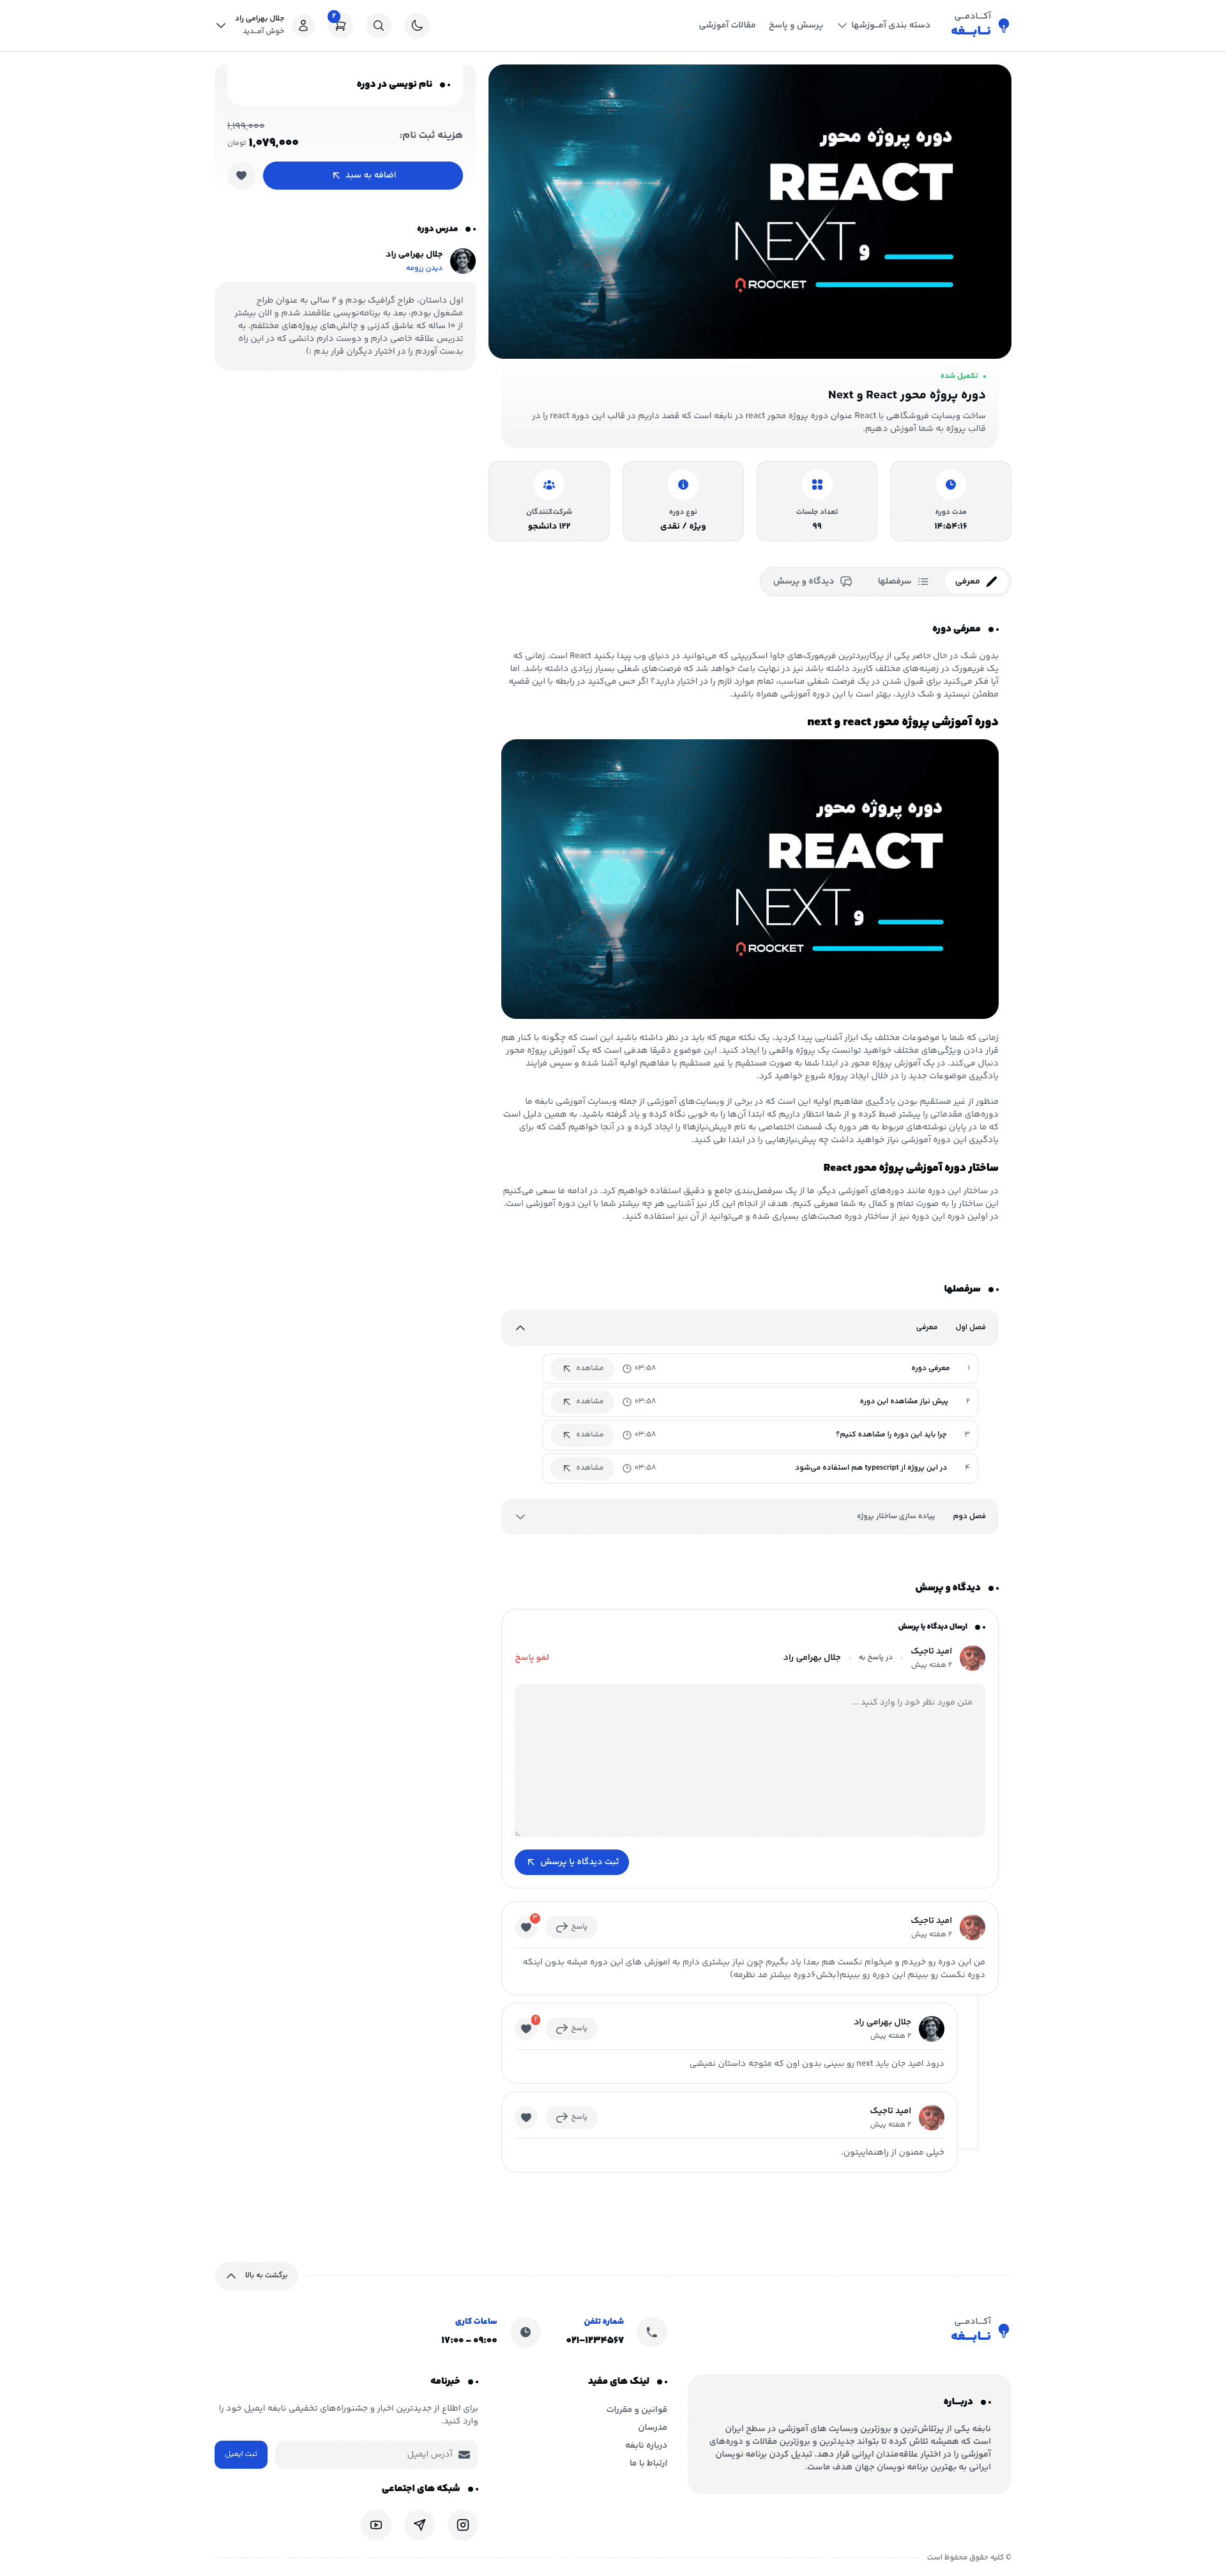 آکــادمــی
نــابــغه
دسته بندی آمــوزشها
پرسش و پاسخ
مقالات آموزشی
۲
جلال بهرامی راد
خوش آمــدید
دوره پروژه محور
REACT
NEXT و
ROOCKET
نام نویسی در دوره
هزینه ثبت نام:
۱,۱۹۹,۰۰۰
۱,۰۷۹,۰۰۰ تومان
اضافه به سبد
مدرس دوره
جلال بهرامی راد
دیدن رزومه
اول داستان، طراح گرافیک بودم و ۲ سالی به عنوان طراح
مشغول بودم، بعد به برنامه‌نویسی علاقمند شدم و الان بیشتر
از ۱۰ ساله که عاشق کدزنی و چالش‌های پروژه‌های مختلفم. به
تدریس علاقه خاصی دارم و دوست دارم دانشی که در این راه
بدست آوردم را در اختیار دیگران قرار بدم :)
تکمیل شده
دوره پروژه محور React و Next
ساخت وبسایت فروشگاهی با React عنوان دوره پروژه محور react در نابغه است که قصد داریم در قالب این دوره react را در
قالب پروژه به شما آموزش دهیم.
مدت دوره
۱۴:۵۴:۱۶
تعداد جلسات
۹۹
نوع دوره
ویژه / نقدی
شرکت‌کنندگان
۱۲۲ دانشجو
معرفی
سرفصلها
دیدگاه و پرسش
معرفی دوره
بدون شک در حال حاضر یکی از پرکاربردترین فریمورک‌های جاوا اسکریپتی که می‌توانید در دنیای وب پیدا بکنید React است. زمانی که
یک فریمورک در زمینه‌های مختلف کاربرد داشته باشد نیز در نهایت باعث خواهد شد که فرصت‌های شغلی بسیار زیادی داشته باشد. اما
آیا فکر می‌کنید برای قبول شدن در یک فرصت شغلی مناسب، تمام موارد لازم را در اختیار دارید؟ اگر حس می‌کنید در رابطه با این قضیه
مطمئن نیستید و شک دارید، بهتر است با این دوره آموزشی همراه باشید.
دوره آموزشی پروژه محور react و next
دوره پروژه محور
REACT
NEXT و
ROOCKET
زمانی که شما با موضوعات مختلف یک ابزار آشنایی پیدا کردید، یک نکته مهم که باید در نظر داشته باشید این است که چگونه با کنار هم
قرار دادن ویژگی‌های مختلف خواهید توانست یک پروژه واقعی را ایجاد کنید. این موضوع دقیقا هدفی است که یک آموزش پروژه محور
دنبال می‌کند. در یک آموزش پروژه محور در ابتدا شما به صورت مستقیم یا غیر مستقیم با مفاهیم اولیه آشنا شده و سپس فرایند
یادگیری موضوعات جدید را در خلال ایجاد پروژه شروع خواهید کرد.
منظور از غیر مستقیم بودن یادگیری مفاهیم اولیه این است که در برخی از وبسایت‌های آموزشی از جمله وبسایت آموزشی نابغه ما
دوره‌های مقدماتی را پیشتر ضبط کرده و از شما انتظار داریم که ابتدا آن‌ها را به خوبی نگاه کرده و یاد گرفته باشید. به همین دلیل است
که ما در پایان نوشته‌های مربوط به هر دوره یک قسمت اختصاصی به نام «پیش‌نیازها» را ایجاد کرده و در آنجا خواهیم گفت که برای
یادگیری این دوره آموزشی نیاز خواهید داشت چه پیش‌نیازهایی را در ابتدا طی کنید.
ساختار دوره آموزشی پروژه محور React
در ساختار این دوره مانند دوره‌های آموزشی دیگر، ما از یک سرفصل‌بندی جامع و دقیق استفاده خواهیم کرد. در ادامه ما سعی می‌کنیم
این ساختار را به صورت تمام و کمال به شما معرفی کنیم. هدف از انجام این کار نیز آشنایی هر چه بیشتر شما با این دوره آموزشی است.
در اولین دوره این دوره نیز از ساختار دوره صحبت‌های بسیاری شده و می‌توانید از آن نیز استفاده کنید.
سرفصلها
فصل اول معرفی
۱ معرفی دوره ۰۳:۵۸ مشاهده
۲ پیش نیاز مشاهده این دوره ۰۳:۵۸ مشاهده
۳ چرا باید این دوره را مشاهده کنیم؟ ۰۳:۵۸ مشاهده
۴ در این پروژه از typescript هم استفاده می‌شود ۰۳:۵۸ مشاهده
فصل دوم پیاده سازی ساختار پروژه
دیدگاه و پرسش
ارسال دیدگاه یا پرسش
امید تاجیک
۲ هفته پیش
در پاسخ به
جلال بهرامی راد
لغو پاسخ
متن مورد نظر خود را وارد کنید ...
ثبت دیدگاه یا پرسش
امید تاجیک
۲ هفته پیش
پاسخ
۳
من این دوره رو خریدم و میخوام نکست هم بعدا یاد بگیرم چون نیاز بیشتری دارم به اموزش های این دوره میشه بدون اینکه
دوره نکست رو ببینم این دوره رو ببینم(بخش۶دوره بیشتر مد نظرمه)
جلال بهرامی راد
۲ هفته پیش
پاسخ
۲
درود امید جان باید next رو ببینی بدون اون که متوجه داستان نمیشی
امید تاجیک
۲ هفته پیش
پاسخ
خیلی ممنون از راهنماییتون.
برگشت به بالا
آکــادمــی
نــابــغه
شماره تلفن
۰۲۱-۱۲۳۴۵۶۷
ساعات کاری
۰۹:۰۰ - ۱۷:۰۰
دربــاره
نابغه یکی از پرتلاش‌ترین و بروزترین وبسایت های آموزشی در سطح ایران
است که همیشه تلاش کرده تا بتواند جدیدترین و بروزترین مقالات و دوره‌های
آموزشی را در اختیار علاقه‌مندان ایرانی قرار دهد. تبدیل کردن برنامه نویسان
ایرانی به بهترین برنامه نویسان جهان هدف ماست.
لینک های مفید
قوانین و مقررات
مدرسان
درباره نابغه
ارتباط با ما
خبرنامه
برای اطلاع از جدیدترین اخبار و جشنوراه‌های تخفیفی نابغه ایمیل خود را
وارد کنید.
آدرس ایمیل
ثبت ایمیل
شبکه های اجتماعی
© کلیه حقوق محفوظ است